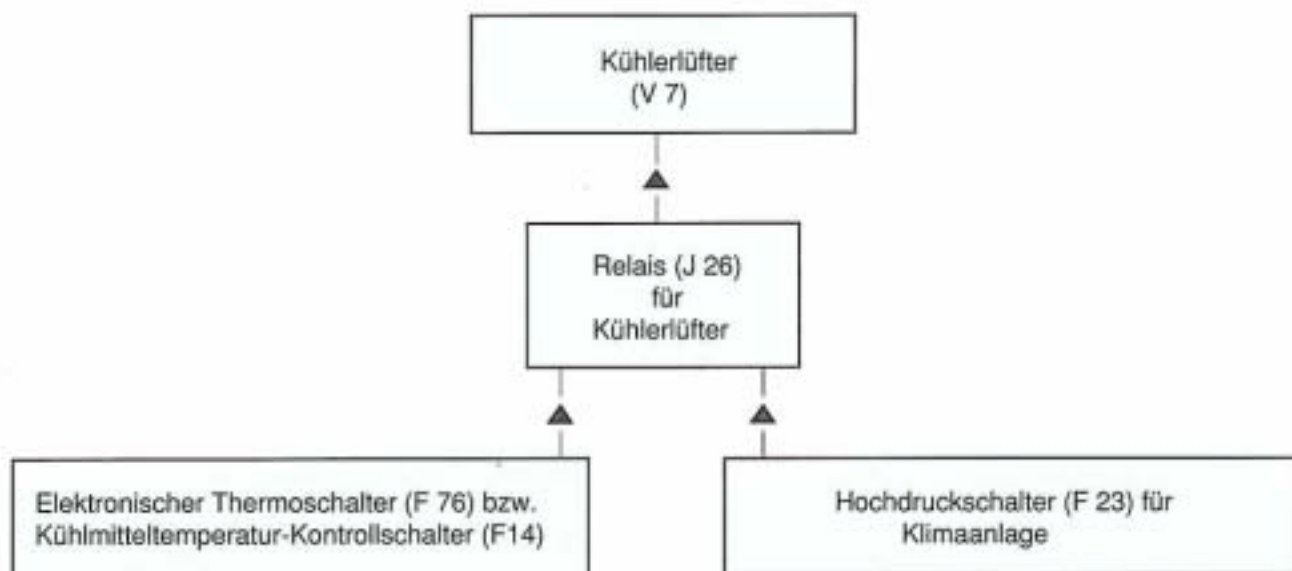 Kühlerlüfter
(V 7)
Relais (J 26)
für
Kühlerlüfter
Elektronischer Thermoschalter (F 76) bzw.
Kühlmitteltemperatur-Kontrollschalter (F14)
Hochdruckschalter (F 23) für
Klimaanlage